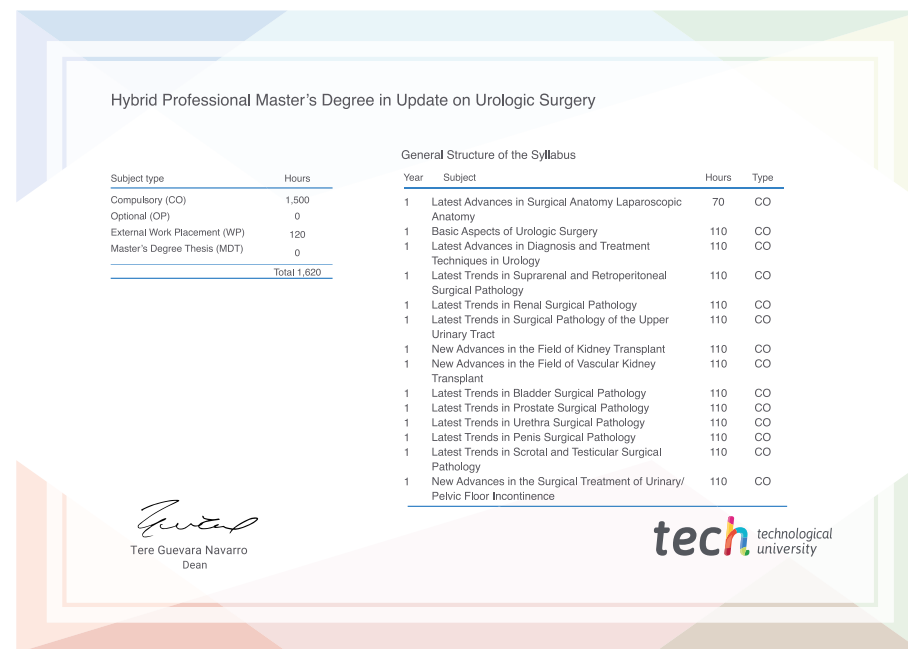 Hybrid Professional Master's Degree in Update on Urologic Surgery
Subject type Hours
Compulsory (CO) 1,500
Optional (OP) 0
External Work Placement (WP) 120
Master's Degree Thesis (MDT) 0
Total 1,620
General Structure of the Syllabus
Year Subject Hours Type
1 Latest Advances in Surgical Anatomy Laparoscopic 70 CO
Anatomy
1 Basic Aspects of Urologic Surgery 110 CO
1 Latest Advances in Diagnosis and Treatment 110 CO
Techniques in Urology
1 Latest Trends in Suprarenal and Retroperitoneal 110 CO
Surgical Pathology
1 Latest Trends in Renal Surgical Pathology 110 CO
1 Latest Trends in Surgical Pathology of the Upper 110 CO
Urinary Tract
1 New Advances in the Field of Kidney Transplant 110 CO
1 New Advances in the Field of Vascular Kidney 110 CO
Transplant
1 Latest Trends in Bladder Surgical Pathology 110 CO
1 Latest Trends in Prostate Surgical Pathology 110 CO
1 Latest Trends in Urethra Surgical Pathology 110 CO
1 Latest Trends in Penis Surgical Pathology 110 CO
1 Latest Trends in Scrotal and Testicular Surgical 110 CO
Pathology
1 New Advances in the Surgical Treatment of Urinary/ 110 CO
Pelvic Floor Incontinence
Tere Guevara Navarro
Dean
tech technological
university